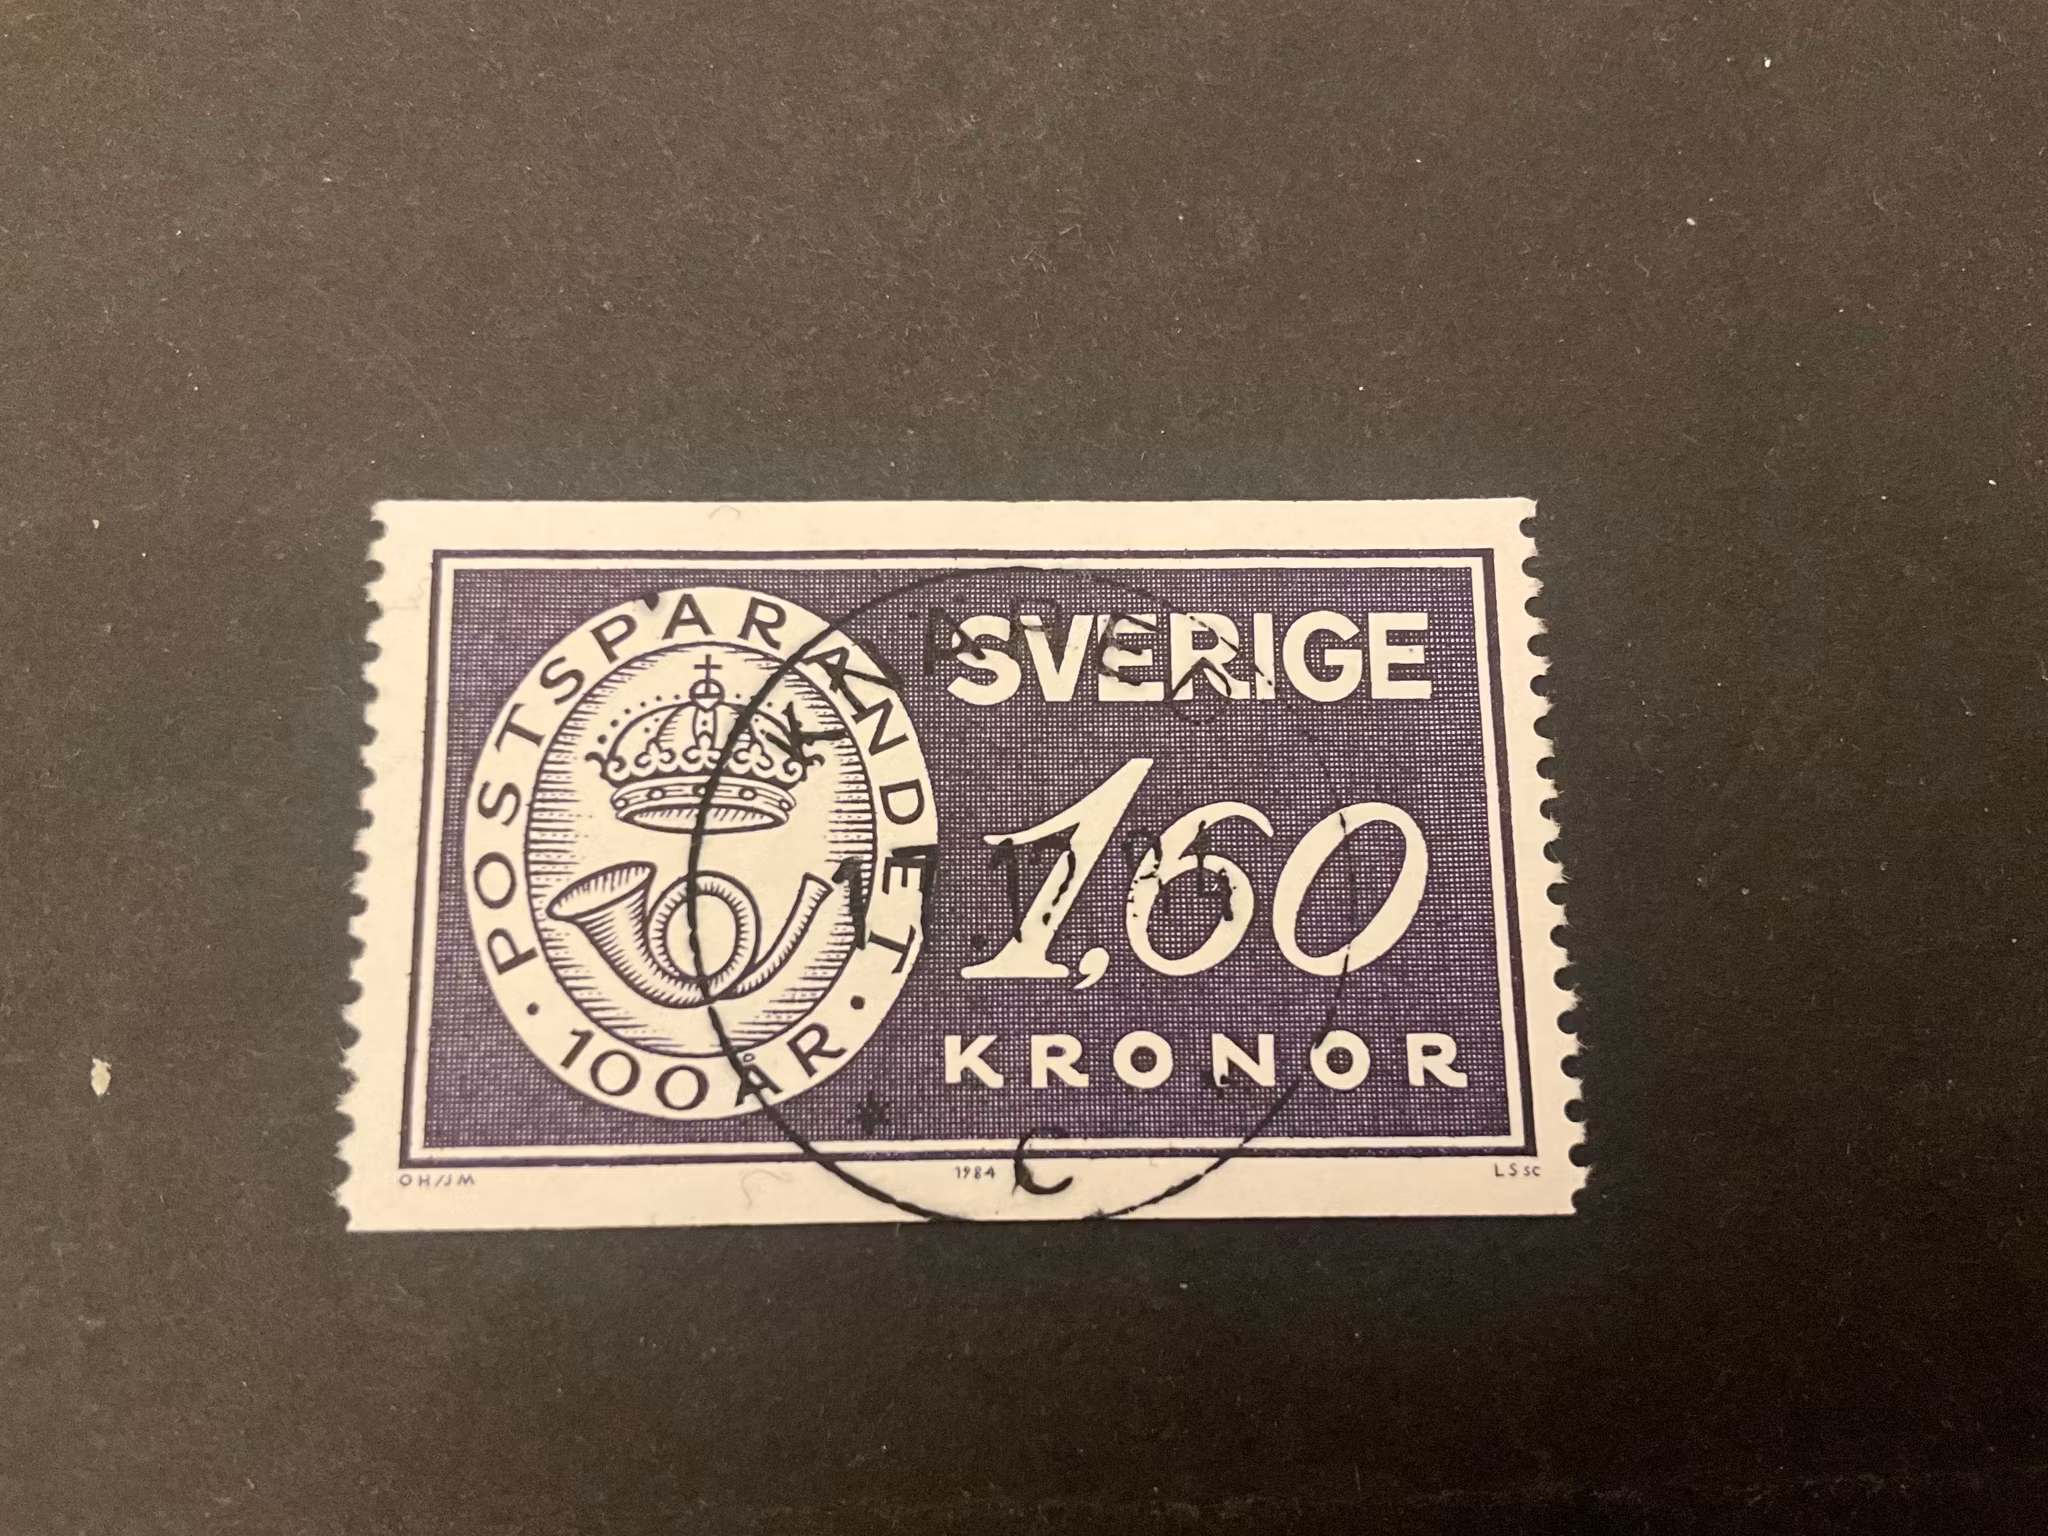 POSTSPARANDET
· 100 ÅR ·
SVERIGE
1,60
KRONOR
OH/JM
1984
LS sc
C